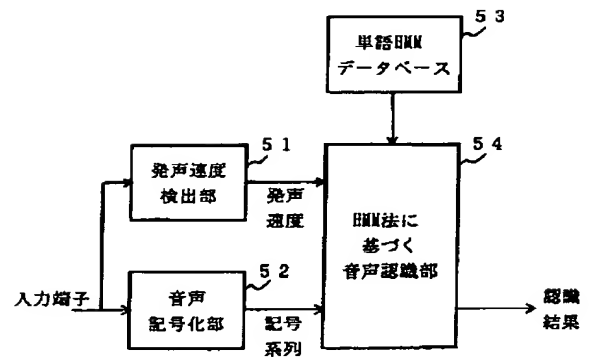 53
単語HMM
データベース
51
54
発声速度
検出部
発声
速度
HMM法に
基づく
音声認識部
52
入力端子
音声
記号化部
記号
系列
認識
結果